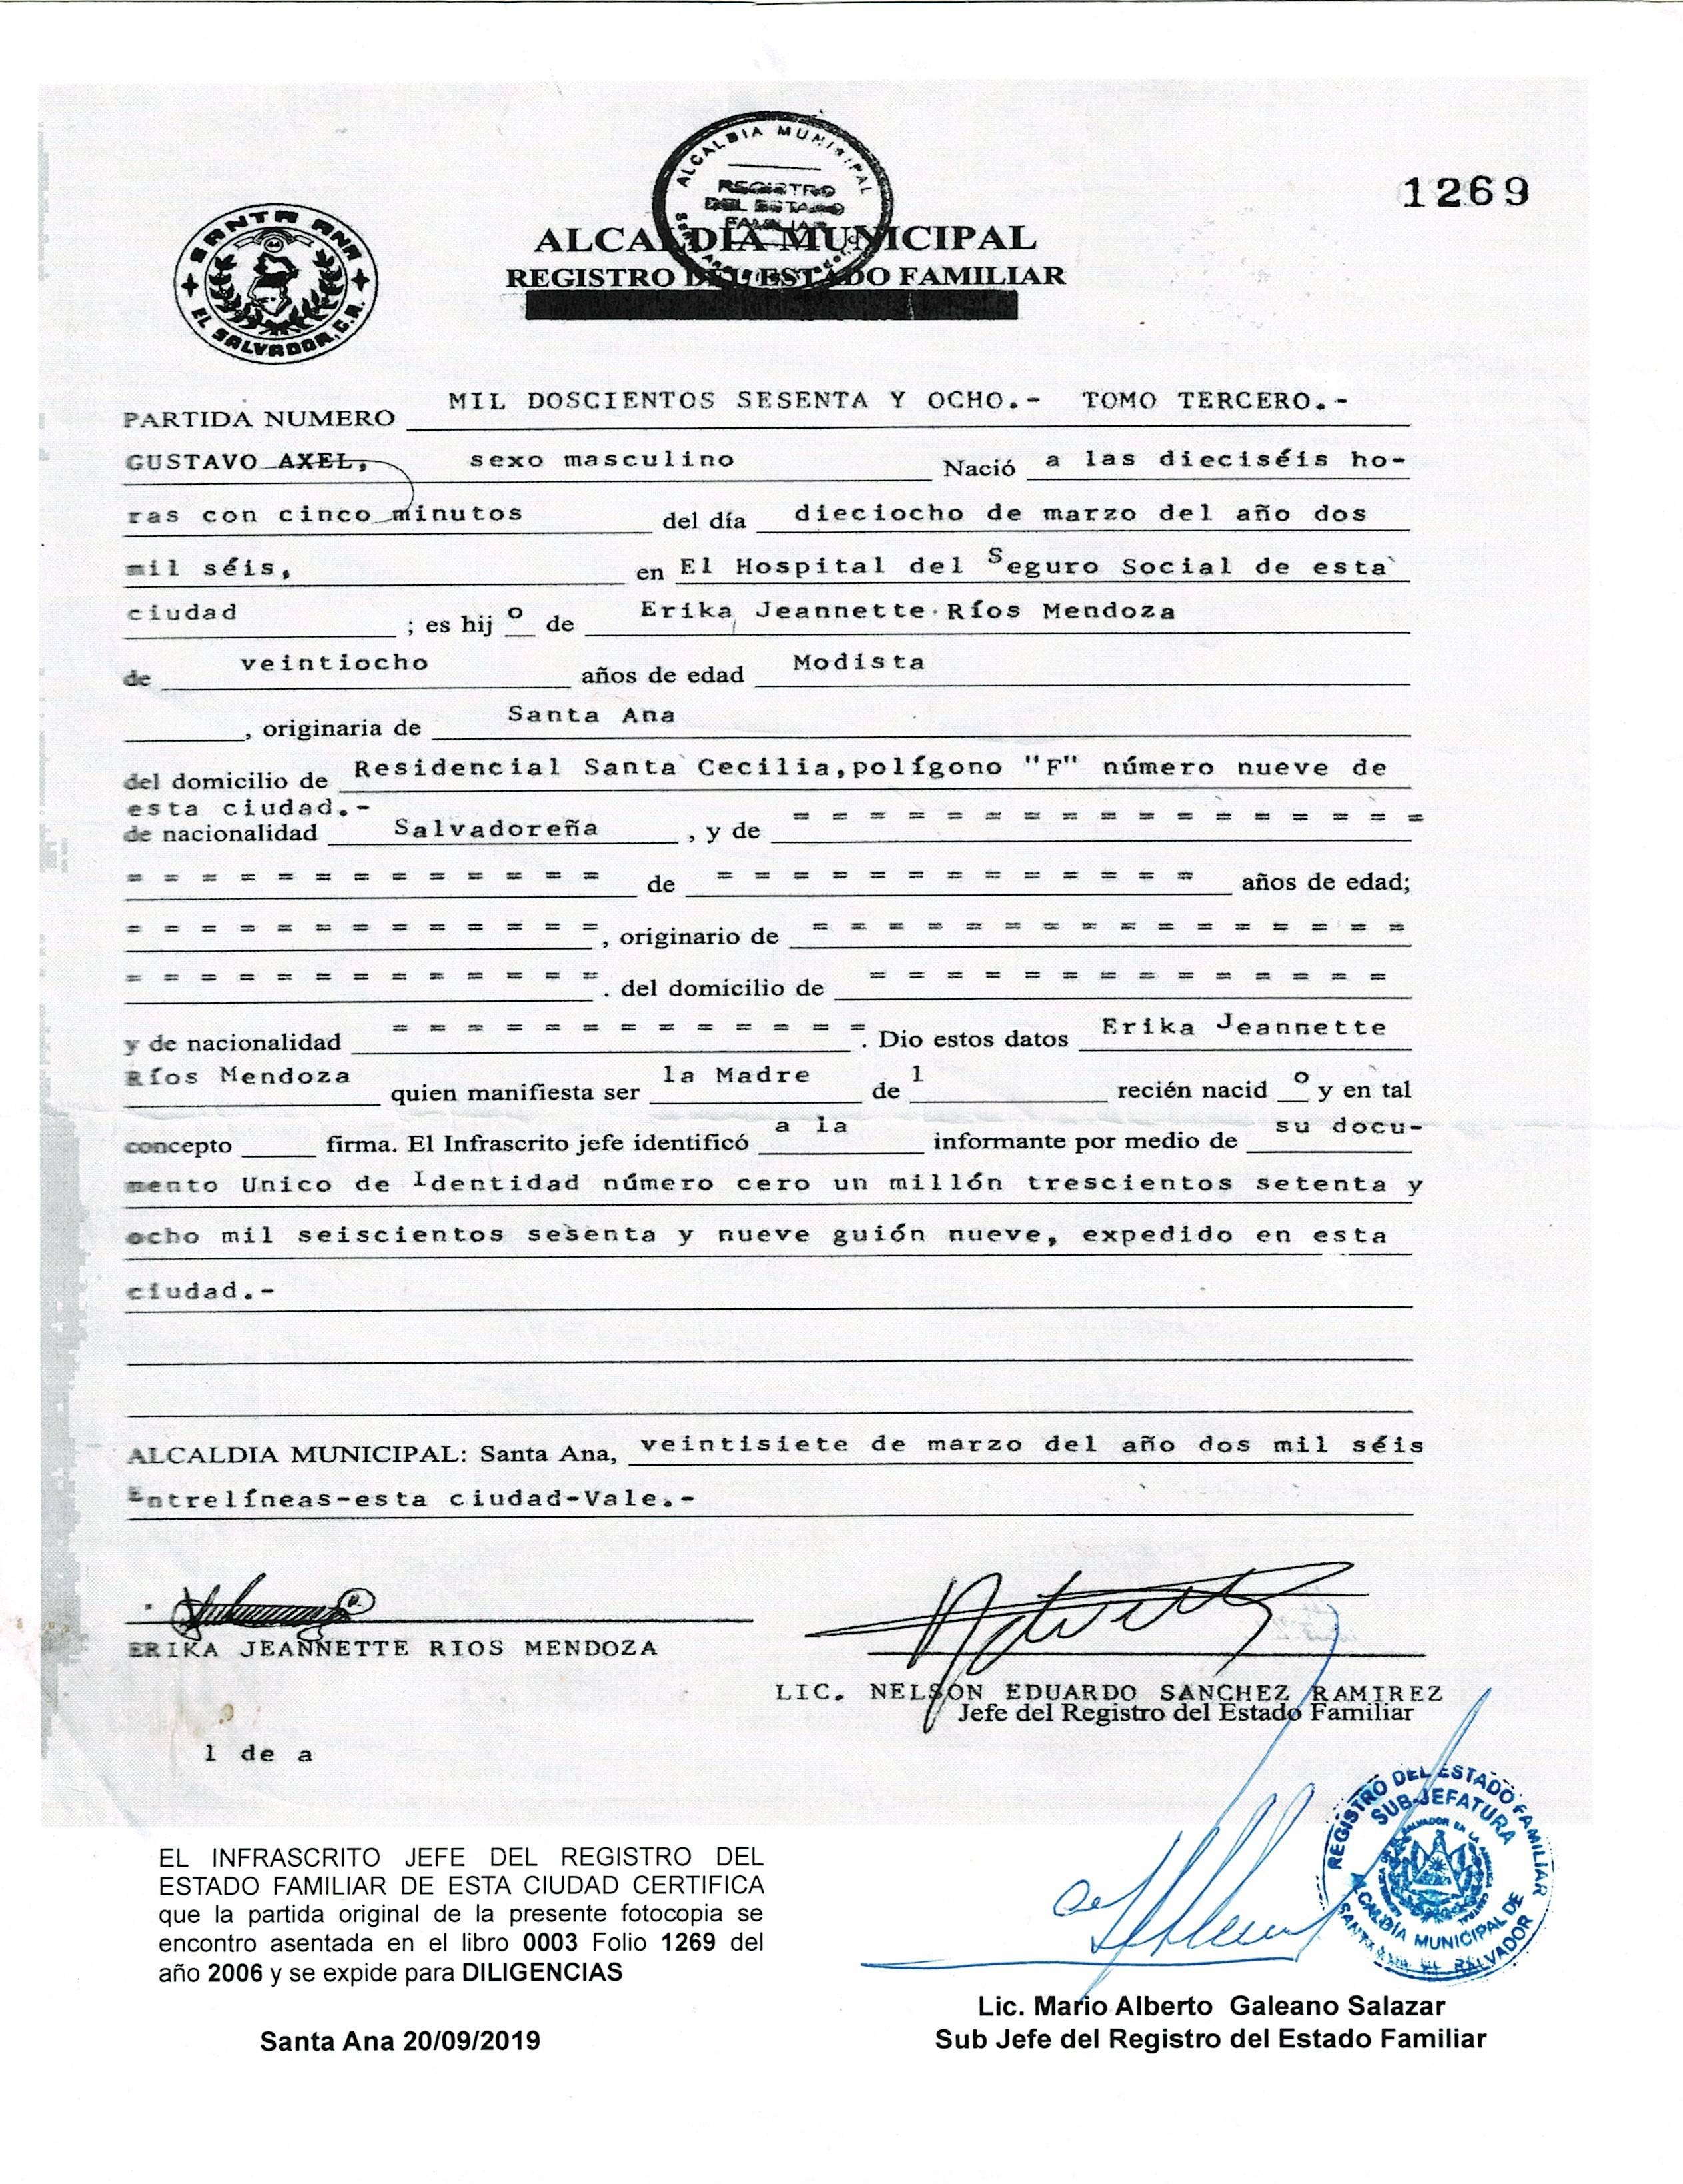 ALCALDIA MUNICIPAL
REGISTRO
DEL ESTADO
FAMILIAR
1269
SANTA ANA
EL SALVADOR, C.A.
ALCALDIA MUNICIPAL
REGISTRO DEL ESTADO FAMILIAR
PARTIDA NUMERO MIL DOSCIENTOS SESENTA Y OCHO.- TOMO TERCERO.-
GUSTAVO AXEL, sexo masculino Nació a las dieciséis ho-
ras con cinco minutos del día dieciocho de marzo del año dos
mil séis, en El Hospital del Seguro Social de esta
ciudad ; es hij o de Erika Jeannette Ríos Mendoza
de veintiocho años de edad Modista
, originaria de Santa Ana
del domicilio de Residencial Santa Cecilia,polígono "F" número nueve de
esta ciudad.-
de nacionalidad Salvadoreña , y de = = = = = = = = = = = = = = = = =
= = = = = = = = = = = = = de = = = = = = = = = = = = = años de edad;
= = = = = = = = = = = = =, originario de = = = = = = = = = = = = = = = =
= = = = = = = = = = = = = . del domicilio de = = = = = = = = = = = = = =
y de nacionalidad = = = = = = = = = = = = =. Dio estos datos Erika Jeannette
Ríos Mendoza quien manifiesta ser la Madre de l recién nacid o y en tal
concepto firma. El Infrascrito jefe identificó a la informante por medio de su docu-
mento Unico de Identidad número cero un millón trescientos setenta y
ocho mil seiscientos sesenta y nueve guión nueve, expedido en esta
ciudad.-
ALCALDIA MUNICIPAL: Santa Ana, veintisiete de marzo del año dos mil séis
Entrelíneas-esta ciudad-Vale.-
ERIKA JEANNETTE RIOS MENDOZA
LIC. NELSON EDUARDO SANCHEZ RAMIREZ
Jefe del Registro del Estado Familiar
l de a
REGISTRO DEL ESTADO FAMILIAR
SUB-JEFATURA
ALCALDÍA MUNICIPAL DE
SANTA ANA EL SALVADOR
EL INFRASCRITO JEFE DEL REGISTRO DEL
ESTADO FAMILIAR DE ESTA CIUDAD CERTIFICA
que la partida original de la presente fotocopia se
encontro asentada en el libro 0003 Folio 1269 del
año 2006 y se expide para DILIGENCIAS
Santa Ana 20/09/2019
Lic. Mario Alberto Galeano Salazar
Sub Jefe del Registro del Estado Familiar